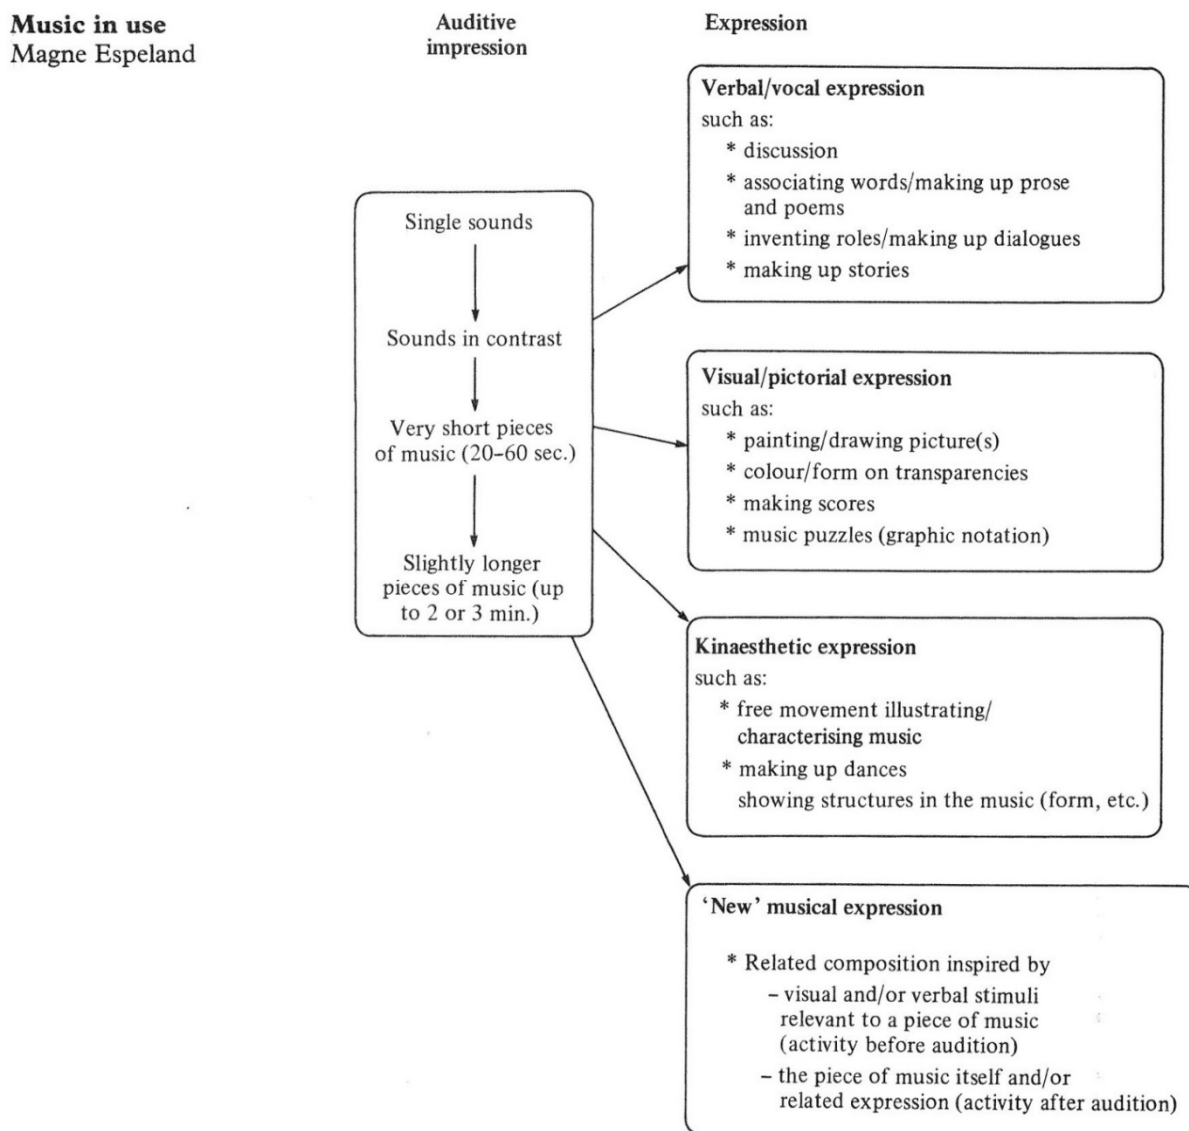 Music in use
Magne Espeland
Auditive
impression
Expression
Single sounds
Sounds in contrast
Very short pieces
of music (20–60 sec.)
Slightly longer
pieces of music (up
to 2 or 3 min.)
Verbal/vocal expression
such as:
* discussion
* associating words/making up prose
and poems
* inventing roles/making up dialogues
* making up stories
Visual/pictorial expression
such as:
* painting/drawing picture(s)
* colour/form on transparencies
* making scores
* music puzzles (graphic notation)
Kinaesthetic expression
such as:
* free movement illustrating/
characterising music
* making up dances
showing structures in the music (form, etc.)
‘New’ musical expression
* Related composition inspired by
– visual and/or verbal stimuli
relevant to a piece of music
(activity before audition)
– the piece of music itself and/or
related expression (activity after audition)